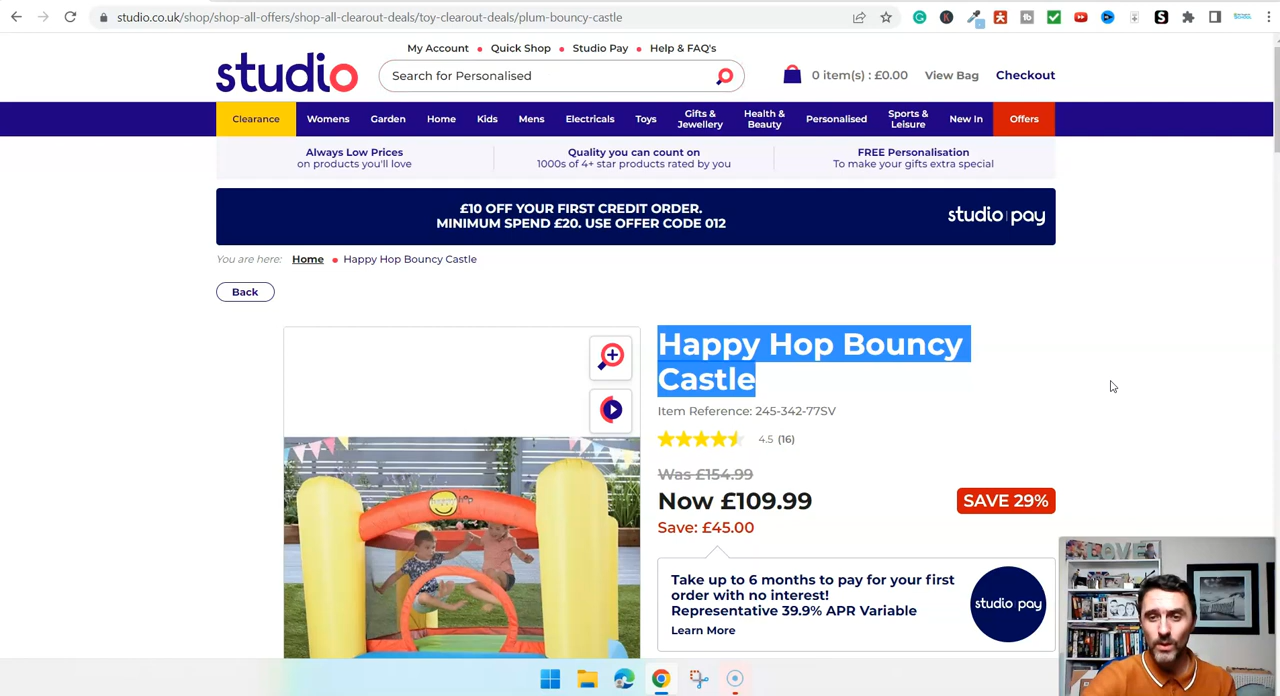 studio.co.uk/shop/shop-all-offers/shop-all-clearout-deals/toy-clearout-deals/plum-bouncy-castle
My Account • Quick Shop • Studio Pay • Help & FAQ's
studio
Search for Personalised
0 item(s) : £0.00 View Bag Checkout
Clearance Womens Garden Home Kids Mens Electricals Toys Gifts & Jewellery Health & Beauty Personalised Sports & Leisure New In Offers
Always Low Prices
on products you'll love
Quality you can count on
1000s of 4+ star products rated by you
FREE Personalisation
To make your gifts extra special
£10 OFF YOUR FIRST CREDIT ORDER.
MINIMUM SPEND £20. USE OFFER CODE 012
studio | pay
You are here: Home • Happy Hop Bouncy Castle
Back
Happy Hop Bouncy
Castle
Item Reference: 245-342-77SV
4.5 (16)
Was £154.99
Now £109.99
SAVE 29%
Save: £45.00
Take up to 6 months to pay for your first
order with no interest!
Representative 39.9% APR Variable
Learn More
studio pay